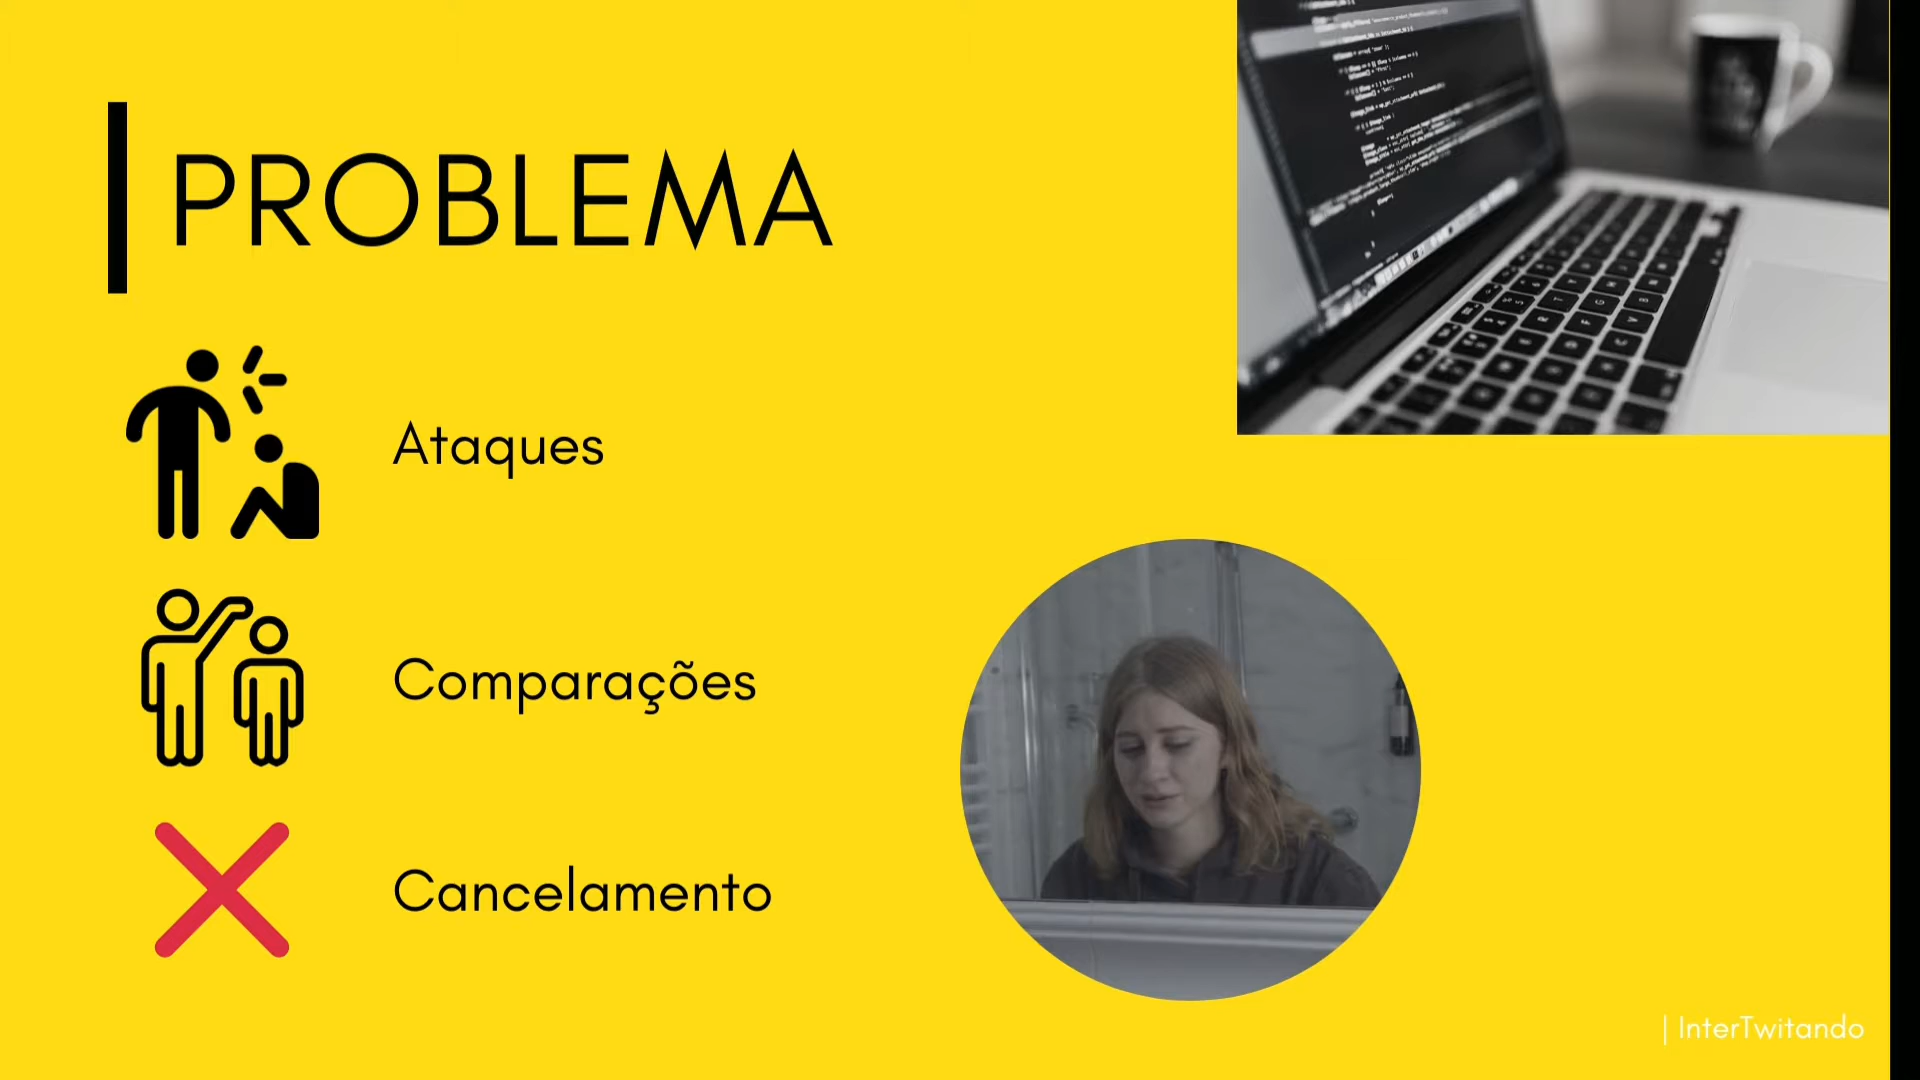 PROBLEMA
Ataques
Comparações
Cancelamento
| InterTwitando